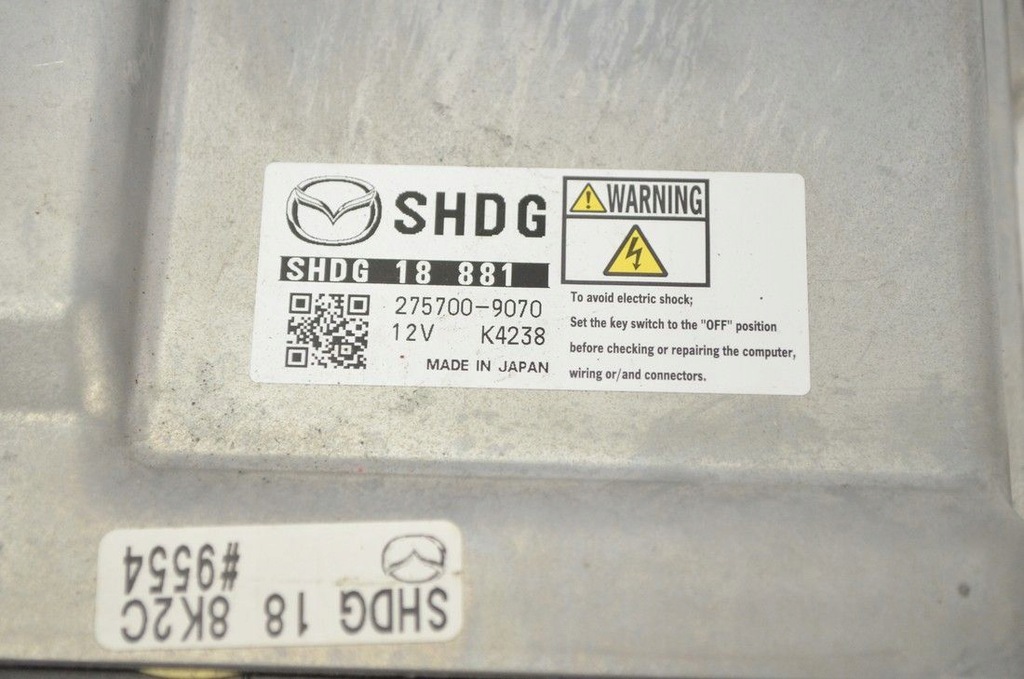 SHDG
SHDG 18 881
275700-9070
12V K4238
MADE IN JAPAN
WARNING
To avoid electric shock;
Set the key switch to the "OFF" position
before checking or repairing the computer,
wiring or/and connectors.
SHDG 18 8K2C
#9554